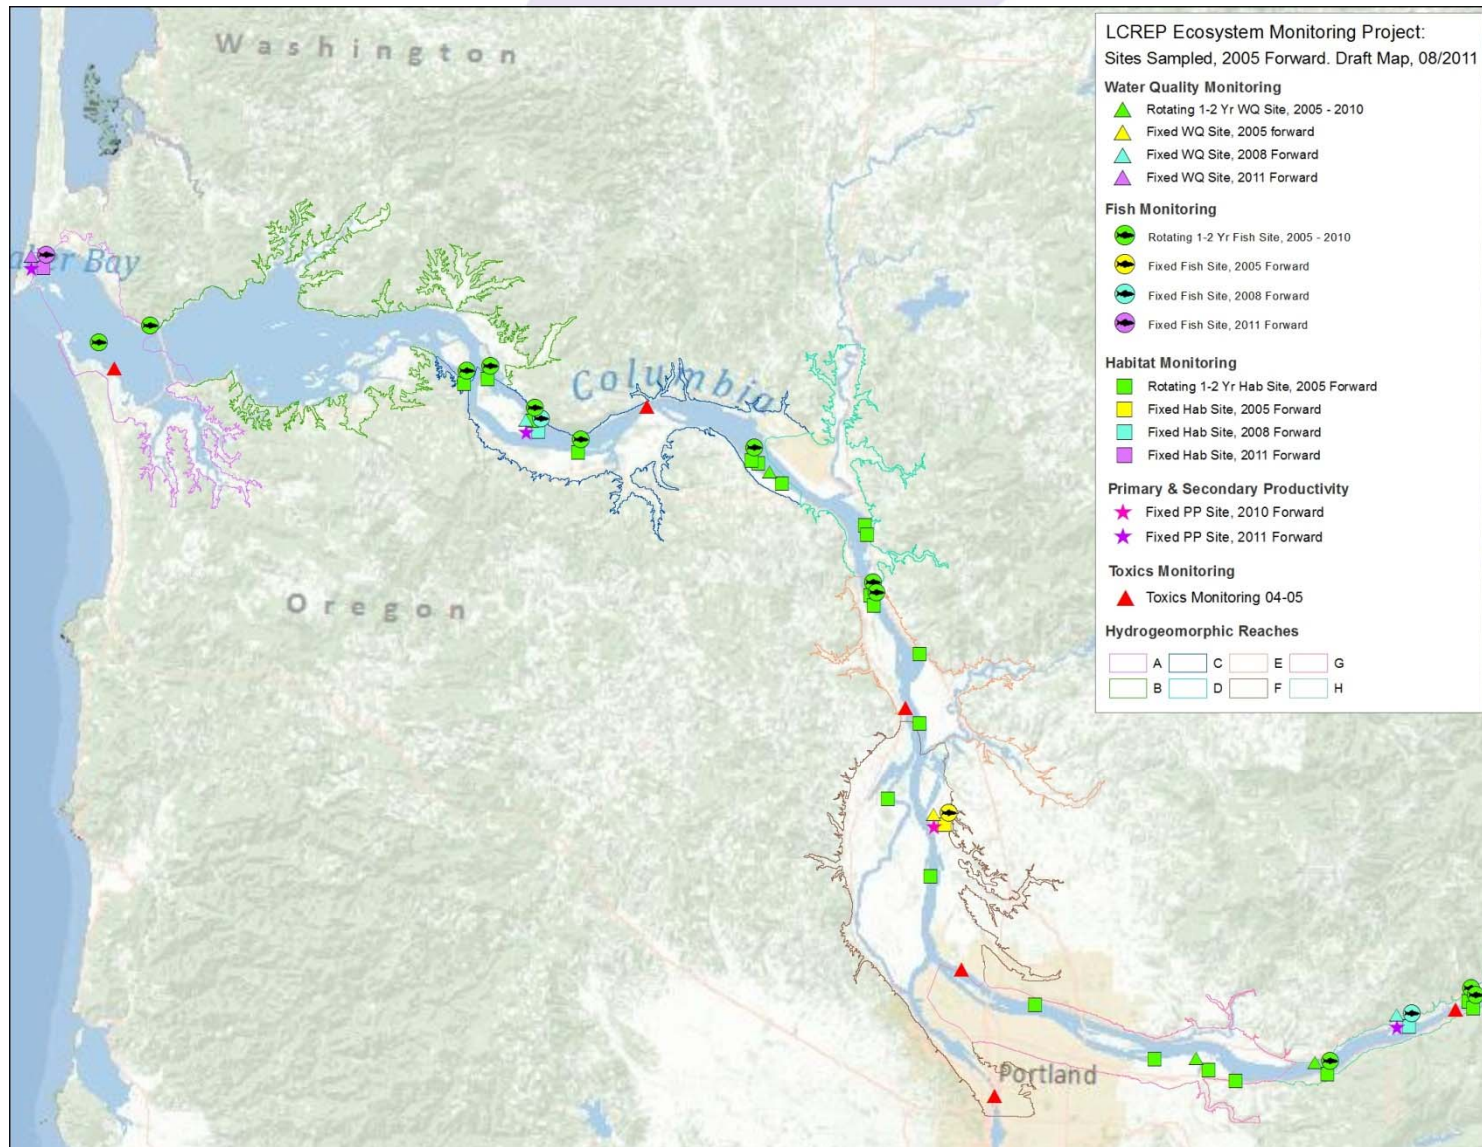 Washington
aker Bay
Columbia
Oregon
Portland
LCREP Ecosystem Monitoring Project:
Sites Sampled, 2005 Forward. Draft Map, 08/2011
Water Quality Monitoring
Rotating 1-2 Yr WQ Site, 2005 - 2010
Fixed WQ Site, 2005 forward
Fixed WQ Site, 2008 Forward
Fixed WQ Site, 2011 Forward
Fish Monitoring
Rotating 1-2 Yr Fish Site, 2005 - 2010
Fixed Fish Site, 2005 Forward
Fixed Fish Site, 2008 Forward
Fixed Fish Site, 2011 Forward
Habitat Monitoring
Rotating 1-2 Yr Hab Site, 2005 Forward
Fixed Hab Site, 2005 Forward
Fixed Hab Site, 2008 Forward
Fixed Hab Site, 2011 Forward
Primary & Secondary Productivity
Fixed PP Site, 2010 Forward
Fixed PP Site, 2011 Forward
Toxics Monitoring
Toxics Monitoring 04-05
Hydrogeomorphic Reaches
A C E G
B D F H